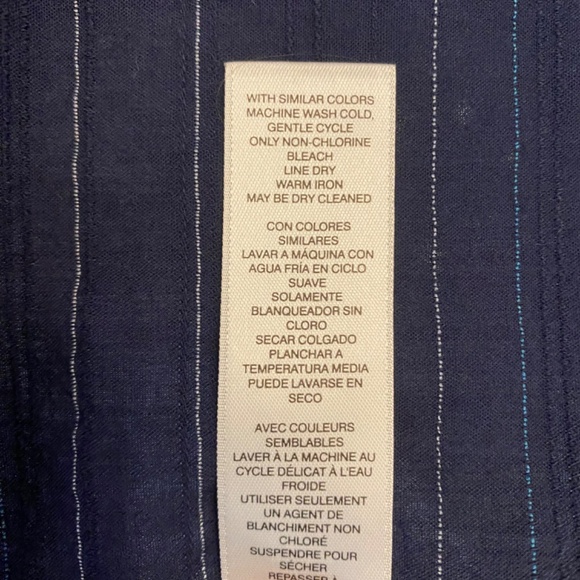 WITH SIMILAR COLORS
MACHINE WASH COLD,
GENTLE CYCLE
ONLY NON-CHLORINE
BLEACH
LINE DRY
WARM IRON
MAY BE DRY CLEANED
CON COLORES
SIMILARES
LAVAR A MÁQUINA CON
AGUA FRÍA EN CICLO
SUAVE
SOLAMENTE
BLANQUEADOR SIN
CLORO
SECAR COLGADO
PLANCHAR A
TEMPERATURA MEDIA
PUEDE LAVARSE EN
SECO
AVEC COULEURS
SEMBLABLES
LAVER À LA MACHINE AU
CYCLE DÉLICAT À L'EAU
FROIDE
UTILISER SEULEMENT
UN AGENT DE
BLANCHIMENT NON
CHLORÉ
SUSPENDRE POUR
SÉCHER
REPASSER À